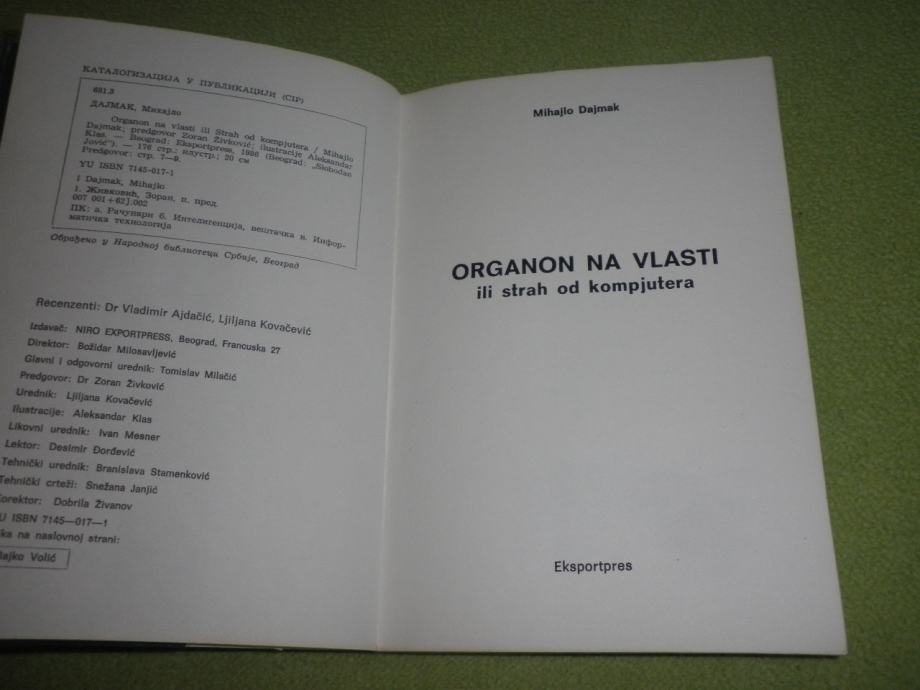 КАТАЛОГИЗАЦИЈА У ПУБЛИКАЦИЈИ (CIP)
681.3
ДАЈМАК, Михајло
Organon na vlasti ili Strah od kompjutera / Mihajlo
Dajmak; predgovor Zoran Živković; ilustracije Aleksandar
Klas. — Beograd: Eksportpres, 1986 (Beograd: „Slobodan
Jović"). — 176 стр.; илустр.; 20 cm
Predgovor: стр. 7—9.
YU ISBN 7145-017-1
1 Dajmak, Mihajlo
1. Живковић, Зоран, п. пред.
007 001+62].002
ПК: а. Рачунари б. Интелигенција, вештачка в. Инфор-
матичка технологија
Обрађено у Народној библиотеци Србије, Београд
Recenzenti: Dr Vladimir Ajdačić, Ljiljana Kovačević
Izdavač: NIRO EXPORTPRESS, Beograd, Francuska 27
Direktor: Božidar Milosavljević
Glavni i odgovorni urednik: Tomislav Milačić
Predgovor: Dr Zoran Živković
Urednik: Ljiljana Kovačević
Ilustracije: Aleksandar Klas
Likovni urednik: Ivan Mesner
Lektor: Desimir Đorđević
Tehnički urednik: Branislava Stamenković
Tehnički crteži: Snežana Janjić
Korektor: Dobrila Živanov
YU ISBN 7145—017—1
na naslovnoj strani:
Volić
Mihajlo Dajmak
ORGANON NA VLASTI
ili strah od kompjutera
Eksportpres